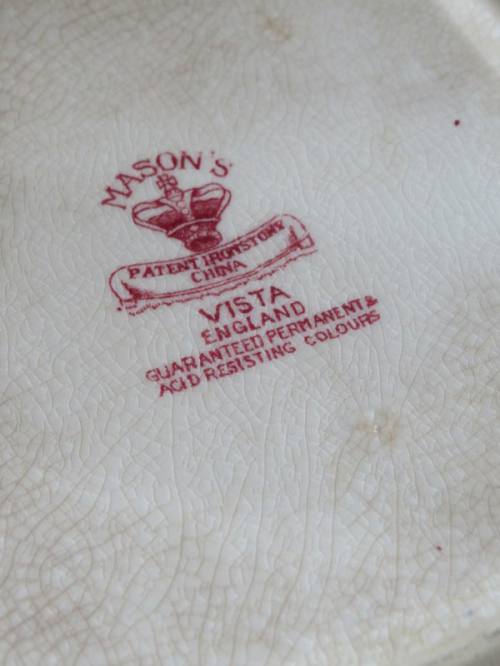 MASON'S
PATENT IRONSTONE
CHINA
VISTA
ENGLAND
GUARANTEED PERMANENT &
ACID RESISTING COLOURS